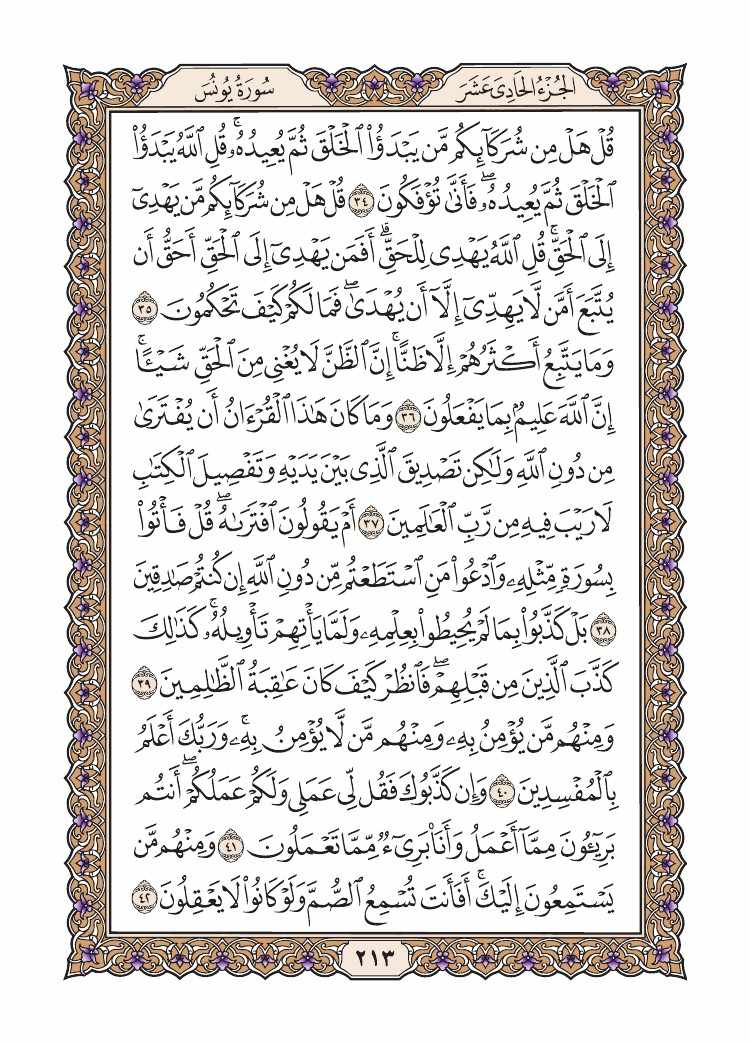 الجُزْءُ الحَادِى عَشَرَ
سُورَةُ يُونُسَ
قُلْ هَلْ مِن شُرَكَآئِكُم مَّن يَبْدَؤُا۟ ٱلْخَلْقَ ثُمَّ يُعِيدُهُۥ ۚ قُلِ ٱللَّهُ يَبْدَؤُا۟
ٱلْخَلْقَ ثُمَّ يُعِيدُهُۥ ۖ فَأَنَّىٰ تُؤْفَكُونَ ٣٤ قُلْ هَلْ مِن شُرَكَآئِكُم مَّن يَهْدِىٓ
إِلَى ٱلْحَقِّ ۚ قُلِ ٱللَّهُ يَهْدِى لِلْحَقِّ ۗ أَفَمَن يَهْدِىٓ إِلَى ٱلْحَقِّ أَحَقُّ أَن
يُتَّبَعَ أَمَّن لَّا يَهِدِّىٓ إِلَّآ أَن يُهْدَىٰ ۖ فَمَا لَكُمْ كَيْفَ تَحْكُمُونَ ٣٥
وَمَا يَتَّبِعُ أَكْثَرُهُمْ إِلَّا ظَنًّا ۚ إِنَّ ٱلظَّنَّ لَا يُغْنِى مِنَ ٱلْحَقِّ شَيْـًٔا ۚ
إِنَّ ٱللَّهَ عَلِيمٌۢ بِمَا يَفْعَلُونَ ٣٦ وَمَا كَانَ هَٰذَا ٱلْقُرْءَانُ أَن يُفْتَرَىٰ
مِن دُونِ ٱللَّهِ وَلَٰكِن تَصْدِيقَ ٱلَّذِى بَيْنَ يَدَيْهِ وَتَفْصِيلَ ٱلْكِتَٰبِ
لَا رَيْبَ فِيهِ مِن رَّبِّ ٱلْعَٰلَمِينَ ٣٧ أَمْ يَقُولُونَ ٱفْتَرَىٰهُ ۖ قُلْ فَأْتُوا۟
بِسُورَةٍ مِّثْلِهِۦ وَٱدْعُوا۟ مَنِ ٱسْتَطَعْتُم مِّن دُونِ ٱللَّهِ إِن كُنتُمْ صَٰدِقِينَ
٣٨ بَلْ كَذَّبُوا۟ بِمَا لَمْ يُحِيطُوا۟ بِعِلْمِهِۦ وَلَمَّا يَأْتِهِمْ تَأْوِيلُهُۥ ۚ كَذَٰلِكَ
كَذَّبَ ٱلَّذِينَ مِن قَبْلِهِمْ ۖ فَٱنظُرْ كَيْفَ كَانَ عَٰقِبَةُ ٱلظَّٰلِمِينَ ٣٩
وَمِنْهُم مَّن يُؤْمِنُ بِهِۦ وَمِنْهُم مَّن لَّا يُؤْمِنُ بِهِۦ ۚ وَرَبُّكَ أَعْلَمُ
بِٱلْمُفْسِدِينَ ٤٠ وَإِن كَذَّبُوكَ فَقُل لِّى عَمَلِى وَلَكُمْ عَمَلُكُمْ ۖ أَنتُم
بَرِيٓـُٔونَ مِمَّآ أَعْمَلُ وَأَنَا۠ بَرِىٓءٌ مِّمَّا تَعْمَلُونَ ٤١ وَمِنْهُم مَّن
يَسْتَمِعُونَ إِلَيْكَ ۚ أَفَأَنتَ تُسْمِعُ ٱلصُّمَّ وَلَوْ كَانُوا۟ لَا يَعْقِلُونَ ٤٢
٢١٣